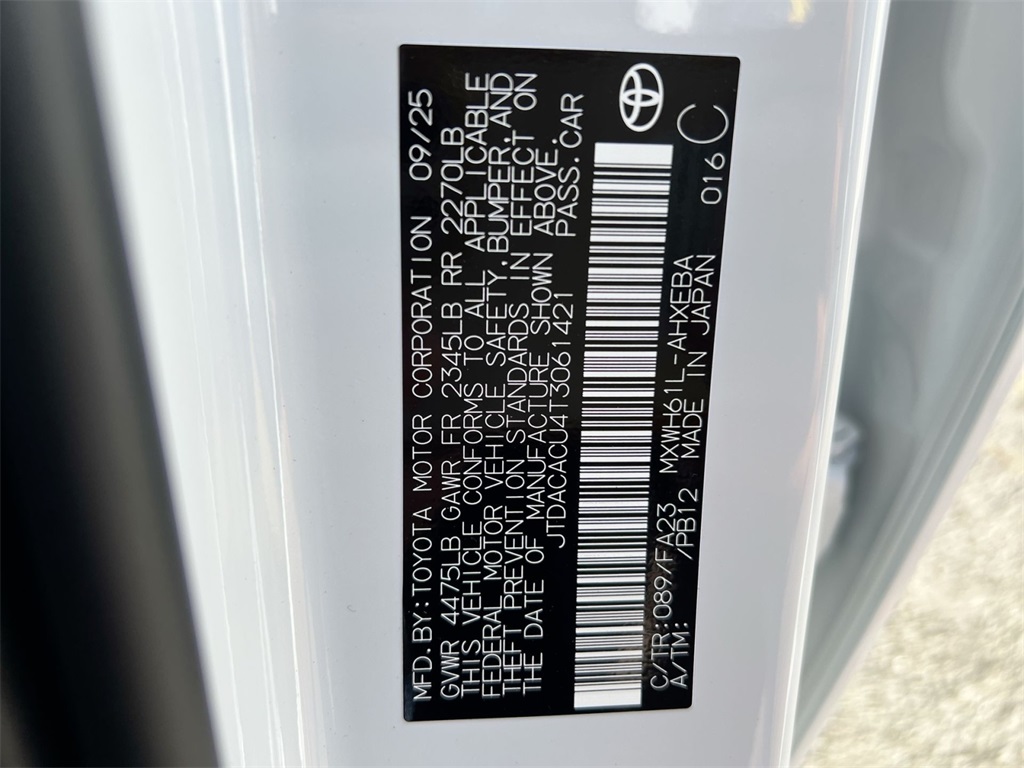 MFD.BY:TOYOTA MOTOR CORPORATION 09/25
GVWR 4475LB GAWR FR 2345LB RR 2270LB
THIS VEHICLE CONFORMS TO ALL APPLICABLE
FEDERAL MOTOR VEHICLE SAFETY,BUMPER,AND
THEFT PREVENTION STANDARDS IN EFFECT ON
THE DATE OF MANUFACTURE SHOWN ABOVE.
JTDACACU4T3061421 PASS.CAR
C/TR:089/FA23 MXWH61L-AHXEBA 016
A/TM: /PB12 MADE IN JAPAN C